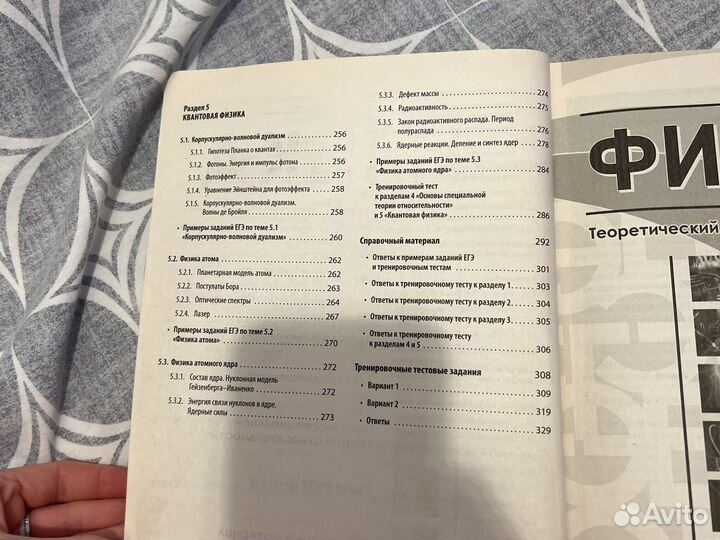 Раздел 5
КВАНТОВАЯ ФИЗИКА
5.1. Корпускулярно-волновой дуализм 256
5.1.1. Гипотеза Планка о квантах 256
5.1.2. Фотоны. Энергия и импульс фотона 256
5.1.3. Фотоэффект 257
5.1.4. Уравнение Эйнштейна для фотоэффекта 258
5.1.5. Корпускулярно-волновой дуализм.
Волны де Бройля 258
• Примеры заданий ЕГЭ по теме 5.1
«Корпускулярно-волновой дуализм» 260
5.2. Физика атома 262
5.2.1. Планетарная модель атома 262
5.2.2. Постулаты Бора 263
5.2.3. Оптические спектры 264
5.2.4. Лазер 267
• Примеры заданий ЕГЭ по теме 5.2
«Физика атома» 270
5.3. Физика атомного ядра 272
5.3.1. Состав ядра. Нуклонная модель
Гейзенберга–Иваненко 272
5.3.2. Энергия связи нуклонов в ядре.
Ядерные силы 273
5.3.3. Дефект массы 274
5.3.4. Радиоактивность 275
5.3.5. Закон радиоактивного распада. Период
полураспада 276
5.3.6. Ядерные реакции. Деление и синтез ядер 278
• Примеры заданий ЕГЭ по теме 5.3
«Физика атомного ядра» 284
• Тренировочный тест
к разделам 4 «Основы специальной
теории относительности»
и 5 «Квантовая физика» 286
Справочный материал 292
• Ответы к примерам заданий ЕГЭ
и тренировочным тестам 301
• Ответы к тренировочному тесту к разделу 1 303
• Ответы к тренировочному тесту к разделу 2 304
• Ответы к тренировочному тесту к разделу 3 305
• Ответы к тренировочному тесту
к разделам 4 и 5 306
Тренировочные тестовые задания 308
• Вариант 1 309
• Вариант 2 319
• Ответы 329
ФИ
Теоретический
Avito